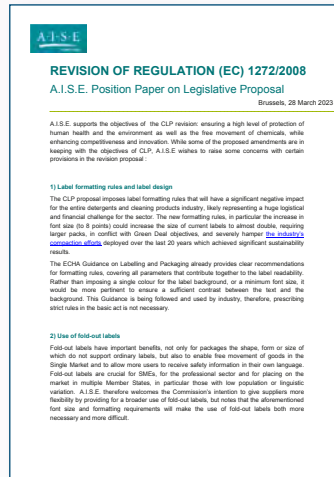 A.I.S.E
REVISION OF REGULATION (EC) 1272/2008
A.I.S.E. Position Paper on Legislative Proposal
Brussels, 28 March 2023
A.I.S.E. supports the objectives of the CLP revision: ensuring a high level of protection of
human health and the environment as well as the free movement of chemicals, while
enhancing competitiveness and innovation. While some of the proposed amendments are in
keeping with the objectives of CLP, A.I.S.E wishes to raise some concerns with certain
provisions in the revision proposal :
1) Label formatting rules and label design
The CLP proposal imposes label formatting rules that will have a significant negative impact
for the entire detergents and cleaning products industry, likely representing a huge logistical
and financial challenge for the sector. The new formatting rules, in particular the increase in
font size (to 8 points) could increase the size of current labels to almost double, requiring
larger packs, in conflict with Green Deal objectives, and severely hamper the industry's
compaction efforts deployed over the last 20 years which achieved significant sustainability
results.
The ECHA Guidance on Labelling and Packaging already provides clear recommendations
for formatting rules, covering all parameters that contribute together to the label readability.
Rather than imposing a single colour for the label background, or a minimum font size, it
would be more pertinent to ensure a sufficient contrast between the text and the
background. This Guidance is being followed and used by industry, therefore, prescribing
strict rules in the basic act is not necessary.
2) Use of fold-out labels
Fold-out labels have important benefits, not only for packages the shape, form or size of
which do not support ordinary labels, but also to enable free movement of goods in the
Single Market and to allow more users to receive safety information in their own language.
Fold-out labels are crucial for SMEs, for the professional sector and for placing on the
market in multiple Member States, in particular those with low population or linguistic
variation. A.I.S.E. therefore welcomes the Commission's intention to give suppliers more
flexibility by providing for a broader use of fold-out labels, but notes that the aforementioned
font size and formatting requirements will make the use of fold-out labels both more
necessary and more difficult.